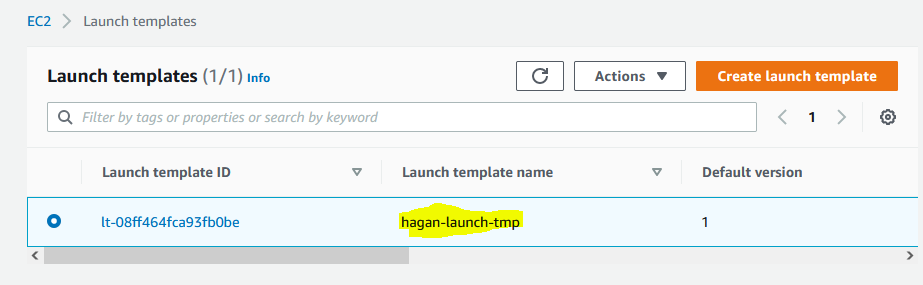 EC2 > Launch templates
Launch templates (1/1) Info
Actions
Create launch template
Filter by tags or properties or search by keyword
1
Launch template ID
Launch template name
Default version
lt-08ff464fca93fb0be
hagan-launch-tmp
1